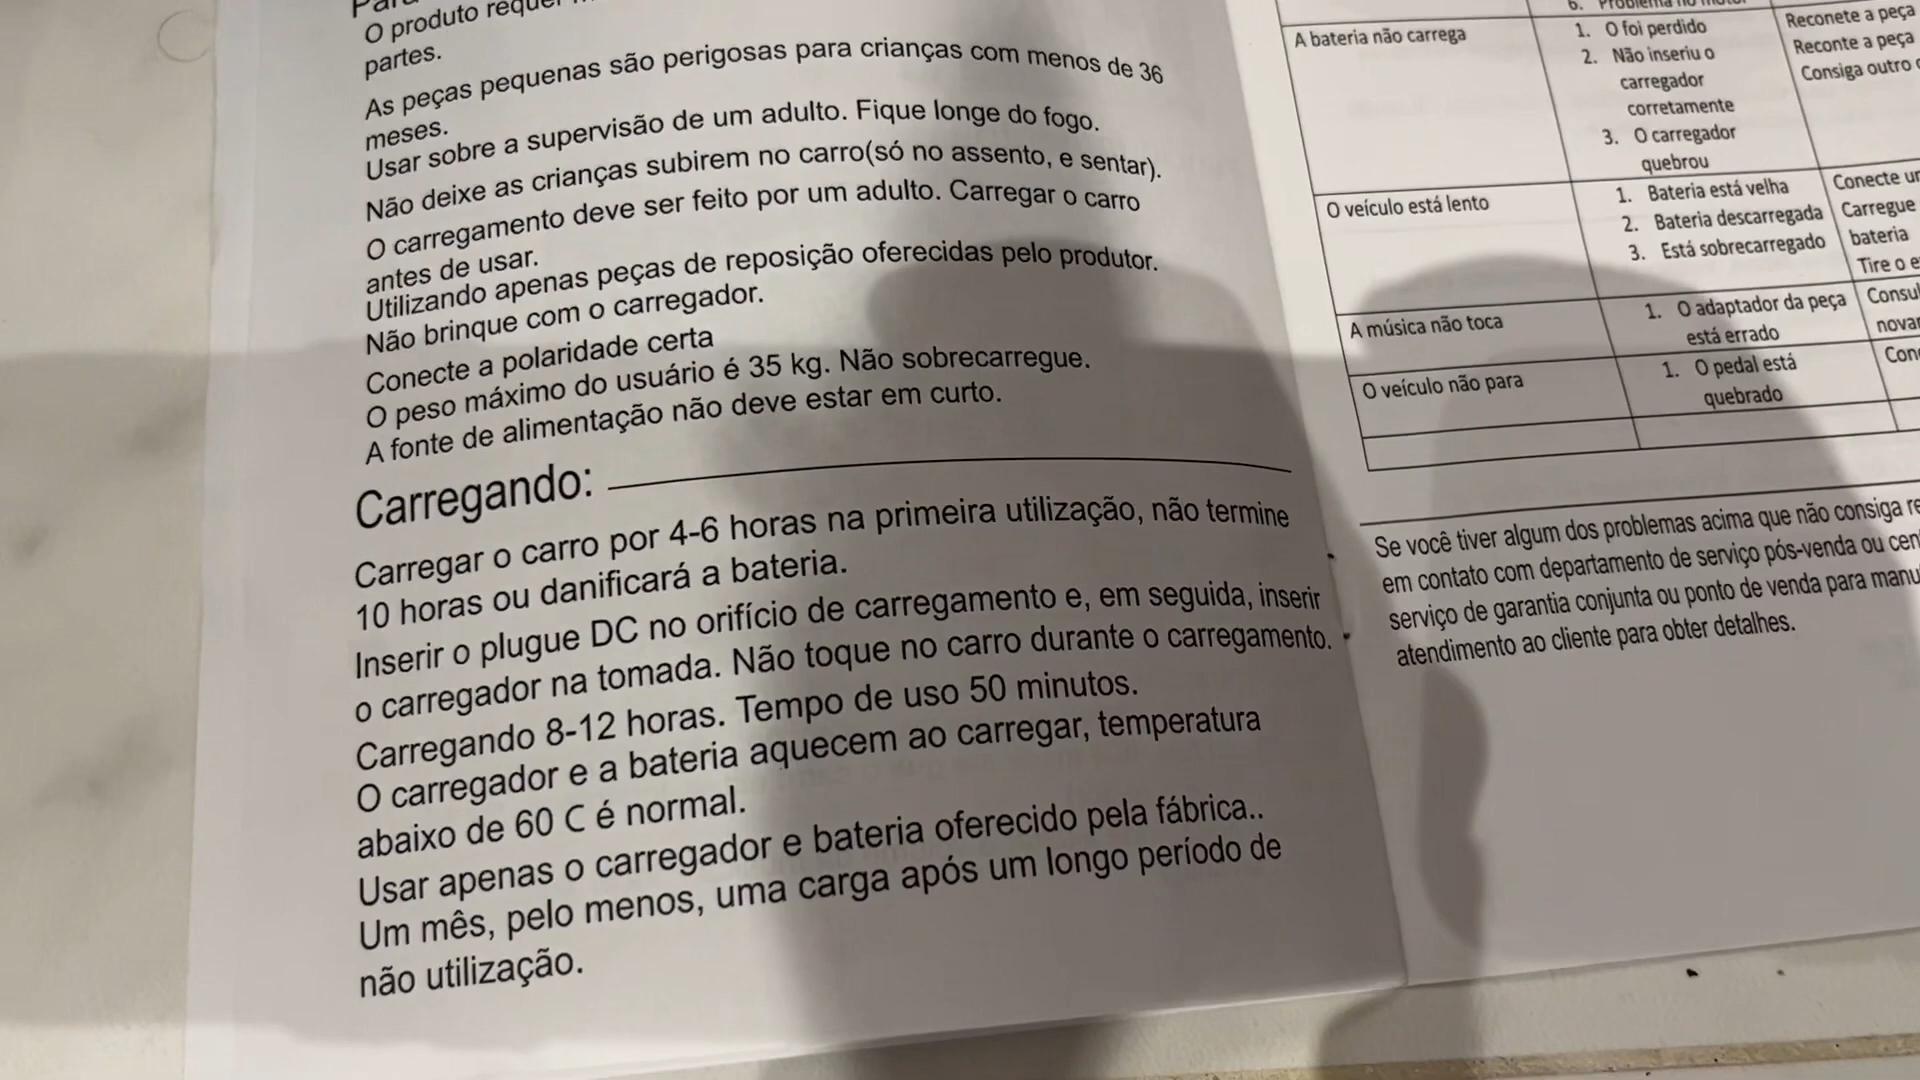 O produto
partes.
As peças pequenas são perigosas para crianças com menos de 36
meses.
Usar sobre a supervisão de um adulto. Fique longe do fogo.
Não deixe as crianças subirem no carro(só no assento, e sentar).
O carregamento deve ser feito por um adulto. Carregar o carro
antes de usar.
Utilizando apenas peças de reposição oferecidas pelo produtor.
Não brinque com o carregador.
Conecte a polaridade certa
O peso máximo do usuário é 35 kg. Não sobrecarregue.
A fonte de alimentação não deve estar em curto.
Carregando:
Carregar o carro por 4-6 horas na primeira utilização, não termine
10 horas ou danificará a bateria.
Inserir o plugue DC no orifício de carregamento e, em seguida, inserir
o carregador na tomada. Não toque no carro durante o carregamento.
Carregando 8-12 horas. Tempo de uso 50 minutos.
O carregador e a bateria aquecem ao carregar, temperatura
abaixo de 60 C é normal.
Usar apenas o carregador e bateria oferecido pela fábrica..
Um mês, pelo menos, uma carga após um longo período de
não utilização.
6. Problema no motor
A bateria não carrega
1. O foi perdido
2. Não inseriu o
carregador
corretamente
3. O carregador
quebrou
Reconete a peça
Reconte a peça
Consiga outro
O veículo está lento
1. Bateria está velha
2. Bateria descarregada
3. Está sobrecarregado
Conecte
Carregue
bateria
Tire o
A música não toca
1. O adaptador da peça
está errado
O veículo não para
1. O pedal está
quebrado
Se você tiver algum dos problemas acima que não consiga
em contato com departamento de serviço pós-venda ou
serviço de garantia conjunta ou ponto de venda para
atendimento ao cliente para obter detalhes.